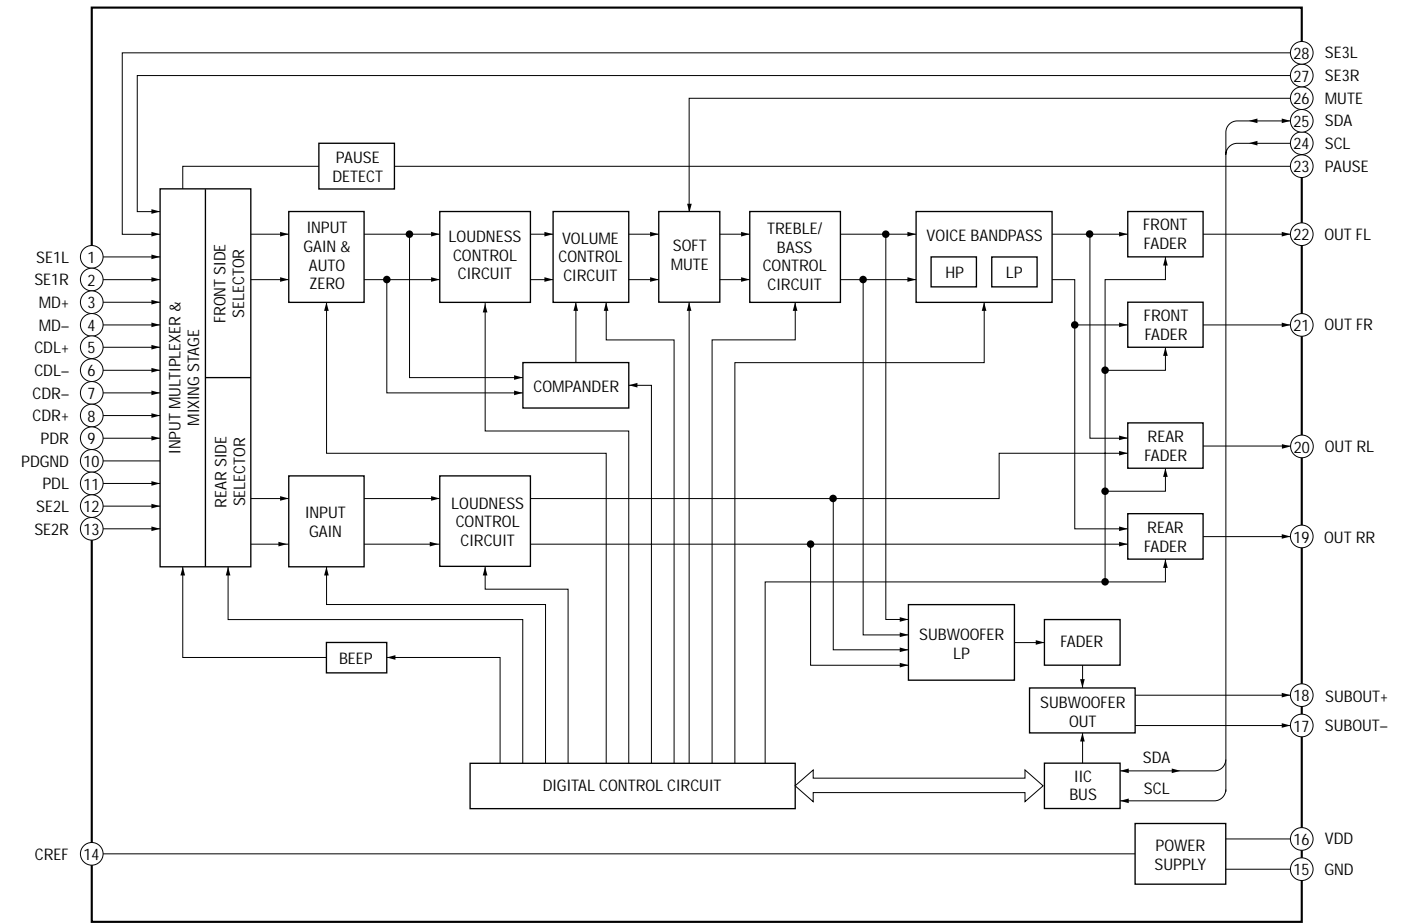 28 SE3L
27 SE3R
26 MUTE
25 SDA
24 SCL
23 PAUSE
PAUSE
DETECT
SE1L 1
SE1R 2
MD+ 3
MD– 4
CDL+ 5
CDL– 6
CDR– 7
CDR+ 8
PDR 9
PDGND 10
PDL 11
SE2L 12
SE2R 13
INPUT MULTIPLEXER &
MIXING STAGE
FRONT SIDE
SELECTOR
REAR SIDE
SELECTOR
INPUT
GAIN &
AUTO
ZERO
LOUDNESS
CONTROL
CIRCUIT
VOLUME
CONTROL
CIRCUIT
SOFT
MUTE
TREBLE/
BASS
CONTROL
CIRCUIT
VOICE BANDPASS
HP
LP
FRONT
FADER
22 OUT FL
FRONT
FADER
21 OUT FR
COMPANDER
REAR
FADER
20 OUT RL
INPUT
GAIN
LOUDNESS
CONTROL
CIRCUIT
REAR
FADER
19 OUT RR
BEEP
SUBWOOFER
LP
FADER
SUBWOOFER
OUT
18 SUBOUT+
17 SUBOUT–
DIGITAL CONTROL CIRCUIT
IIC
BUS
SDA
SCL
CREF 14
POWER
SUPPLY
16 VDD
15 GND